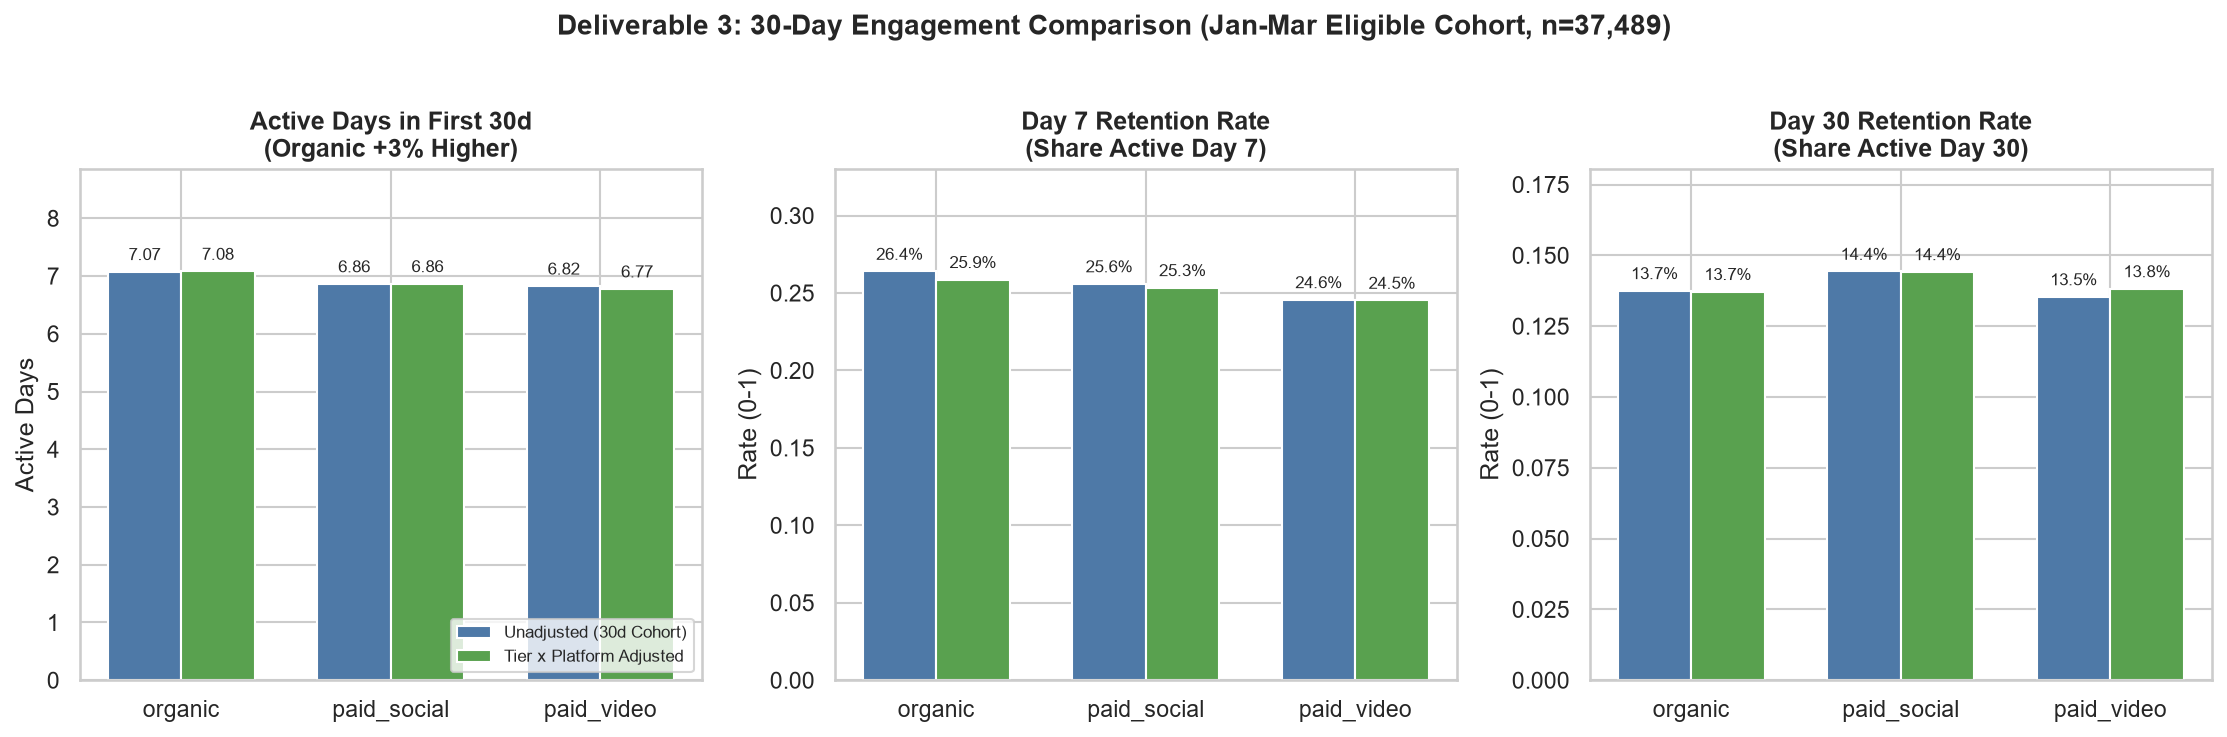 Deliverable 3: 30-Day Engagement Comparison (Jan-Mar Eligible Cohort, n=37,489)
Active Days in First 30d
(Organic +3% Higher)
Active Days
8
7
6
5
4
3
2
1
0
7.07
7.08
6.86
6.86
6.82
6.77
Unadjusted (30d Cohort)
Tier x Platform Adjusted
organic
paid_social
paid_video
Day 7 Retention Rate
(Share Active Day 7)
Rate (0-1)
0.30
0.25
0.20
0.15
0.10
0.05
0.00
26.4%
25.9%
25.6%
25.3%
24.6%
24.5%
organic
paid_social
paid_video
Day 30 Retention Rate
(Share Active Day 30)
Rate (0-1)
0.175
0.150
0.125
0.100
0.075
0.050
0.025
0.000
13.7%
13.7%
14.4%
14.4%
13.5%
13.8%
organic
paid_social
paid_video